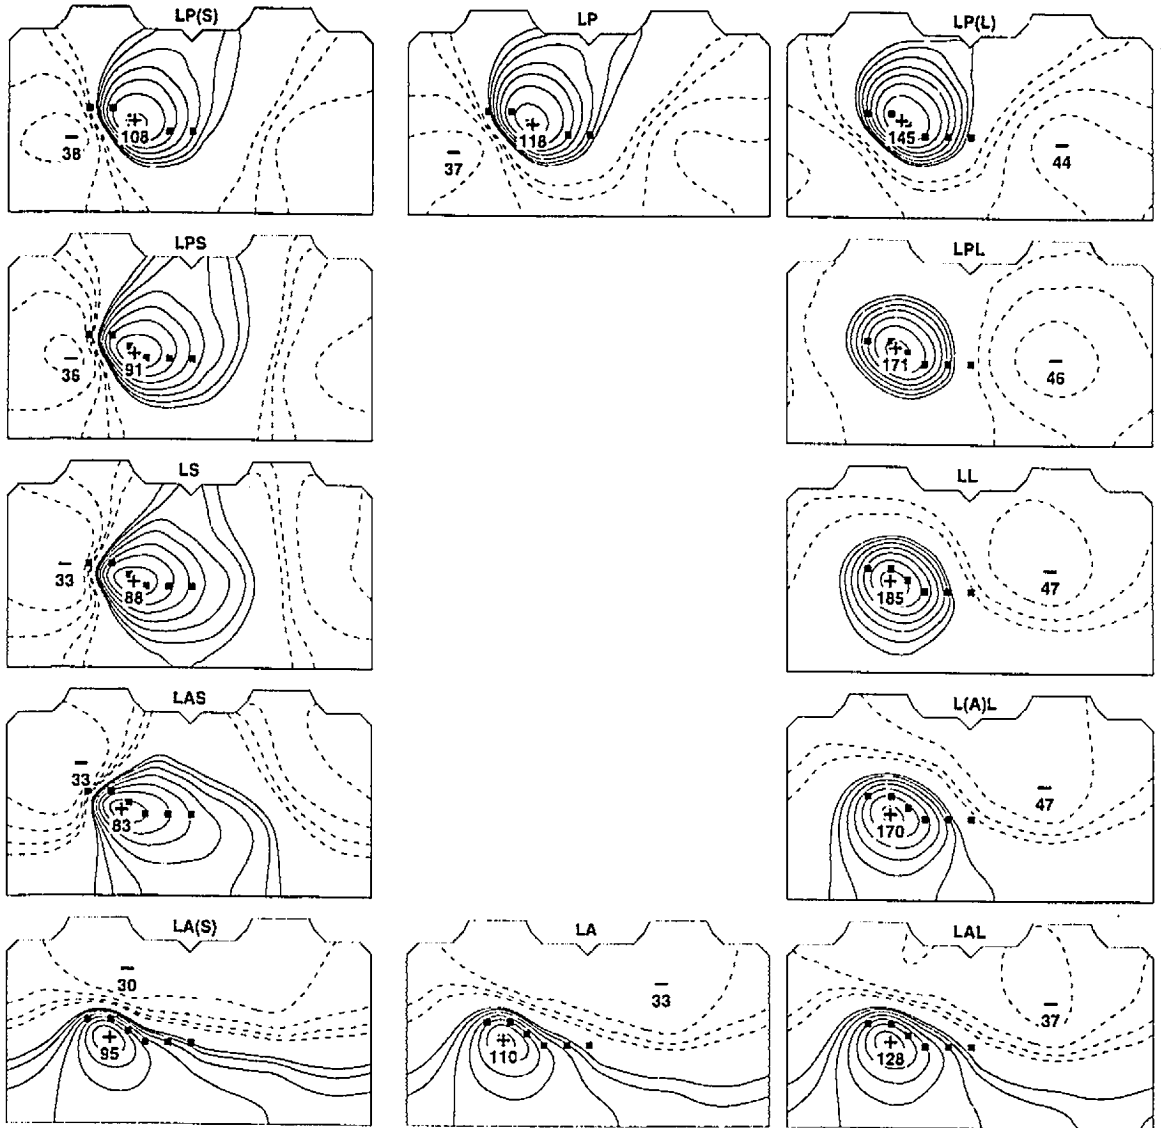 LP(S) LP LP(L)
+ + +
108 118 145
− − −
38 37 44
LPS LPL
+ +
91 171
− −
36 46
LS LL
+ +
88 185
− −
33 47
LAS L(A)L
− −
33 47
+ +
83 170
LA(S) LA LAL
− − −
30 33 37
+ + +
95 110 128